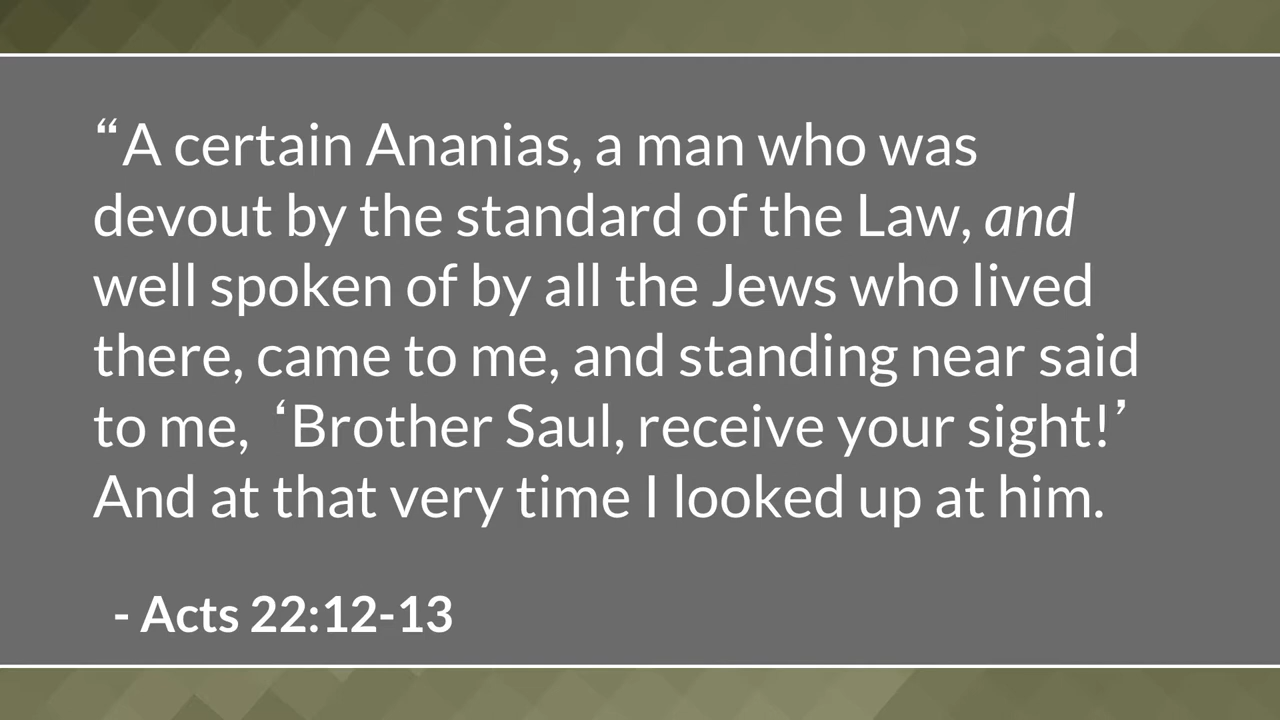 “A certain Ananias, a man who was
devout by the standard of the Law, and
well spoken of by all the Jews who lived
there, came to me, and standing near said
to me, ‘Brother Saul, receive your sight!’
And at that very time I looked up at him.
- Acts 22:12-13